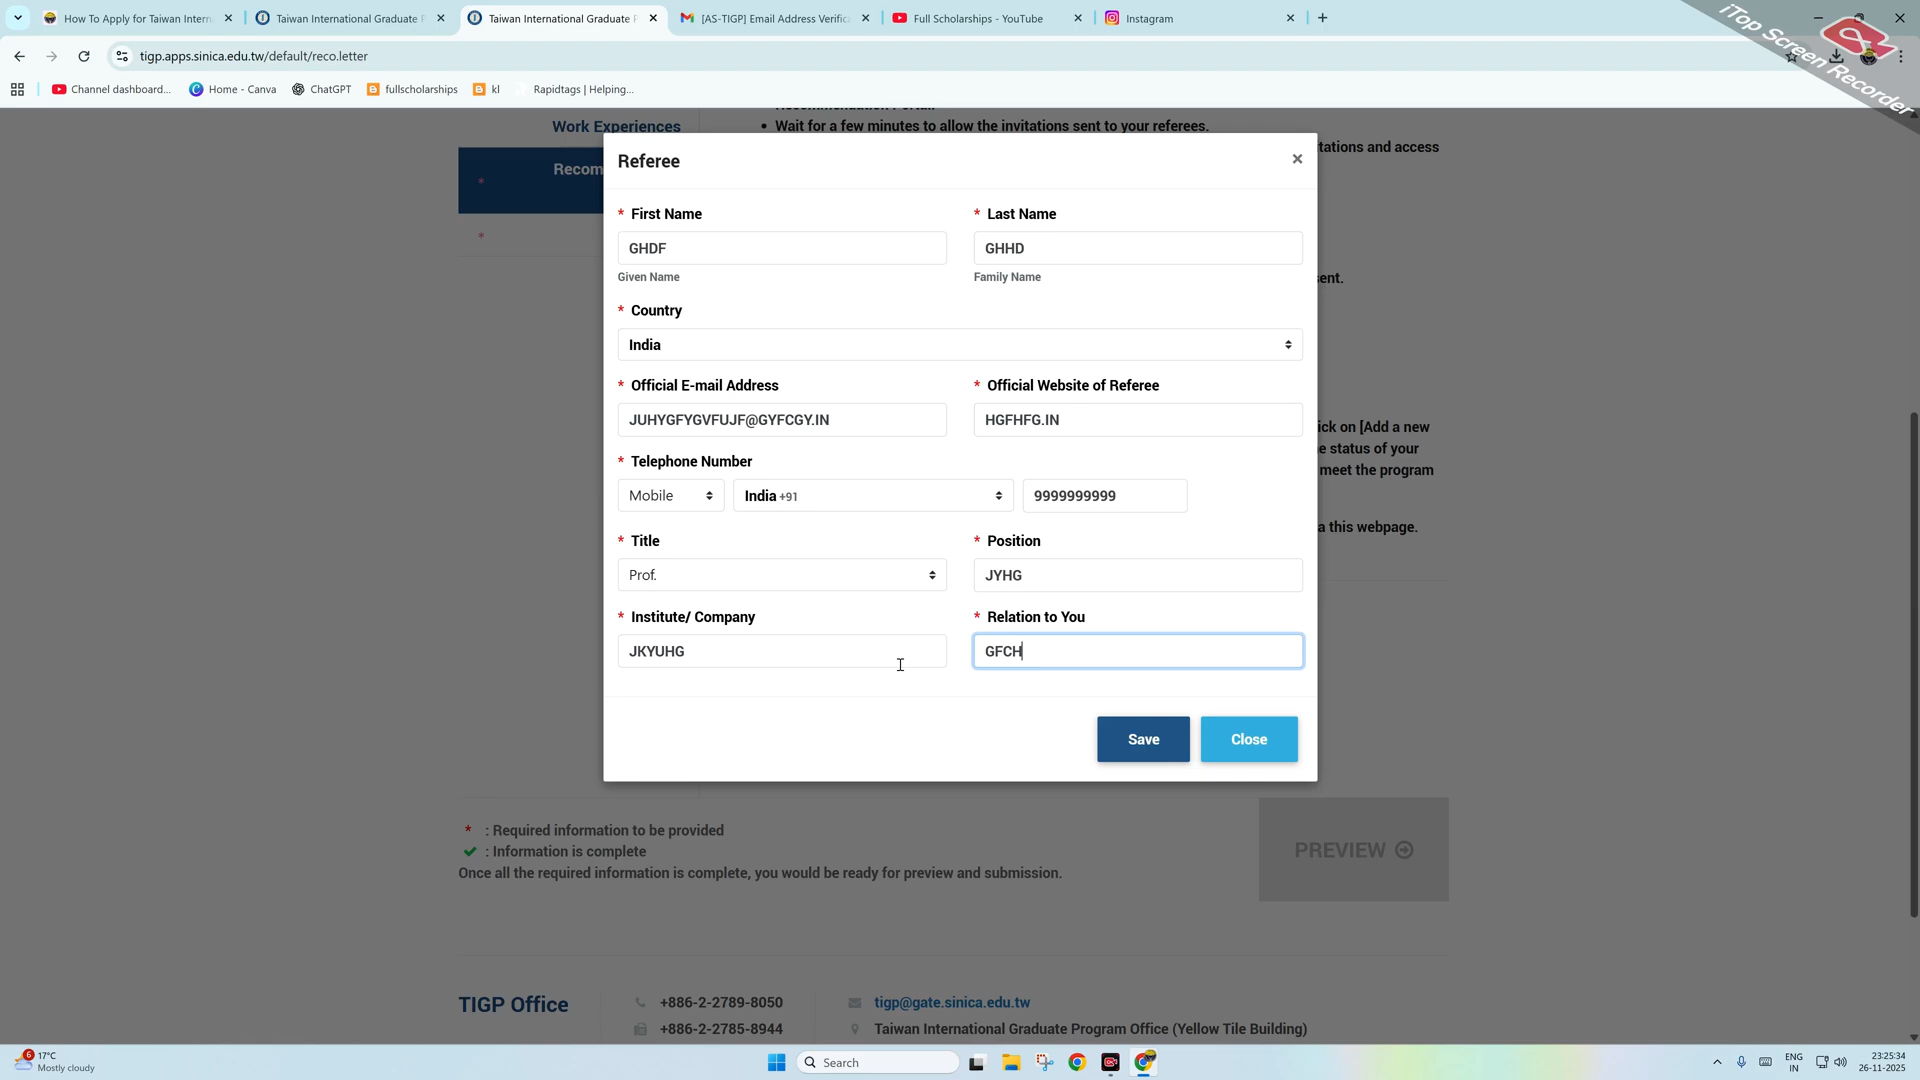 How To Apply for Taiwan Intern
Taiwan International Graduate P
Taiwan International Graduate P
[AS-TIGP] Email Address Verific
Full Scholarships - YouTube
Instagram
iTop Screen Recorder
tigp.apps.sinica.edu.tw/default/reco.letter
Channel dashboard...
Home - Canva
ChatGPT
fullscholarships
kl
Rapidtags | Helping...
Work Experiences
Wait for a few minutes to allow the invitations sent to your referees.
Recom
tations and access
Referee
* First Name
* Last Name
GHDF
GHHD
Given Name
Family Name
sent.
* Country
India
* Official E-mail Address
* Official Website of Referee
JUHYGFYGVFUJF@GYFCGY.IN
HGFHFG.IN
ick on [Add a new
e status of your
meet the program
* Telephone Number
Mobile
India +91
9999999999
a this webpage.
* Title
* Position
Prof.
JYHG
* Institute/ Company
* Relation to You
JKYUHG
GFCH
Save
Close
* : Required information to be provided
: Information is complete
Once all the required information is complete, you would be ready for preview and submission.
PREVIEW
TIGP Office
+886-2-2789-8050
tigp@gate.sinica.edu.tw
+886-2-2785-8944
Taiwan International Graduate Program Office (Yellow Tile Building)
6
17°C
Mostly cloudy
Search
ENG
IN
23:25:34
26-11-2025